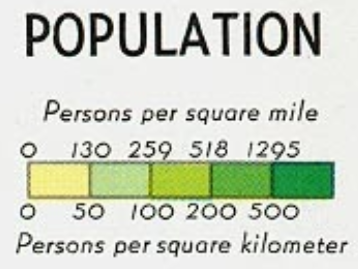 POPULATION
Persons per square mile
0 130 259 518 1295
0 50 100 200 500
Persons per square kilometer